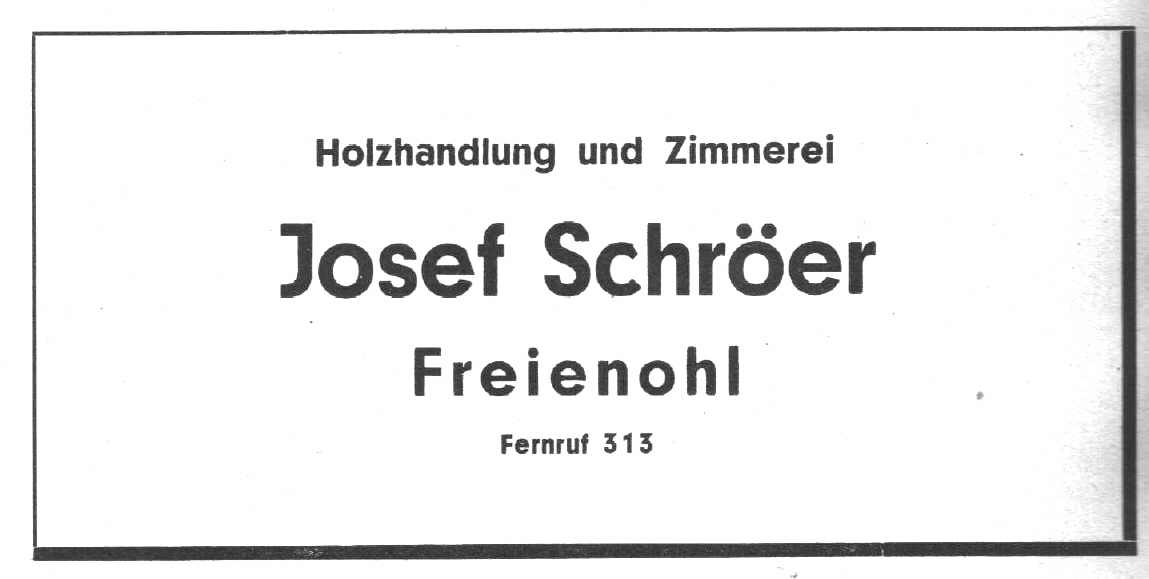 Holzhandlung und Zimmerei
Josef Schröer
Freienohl
Fernruf 313